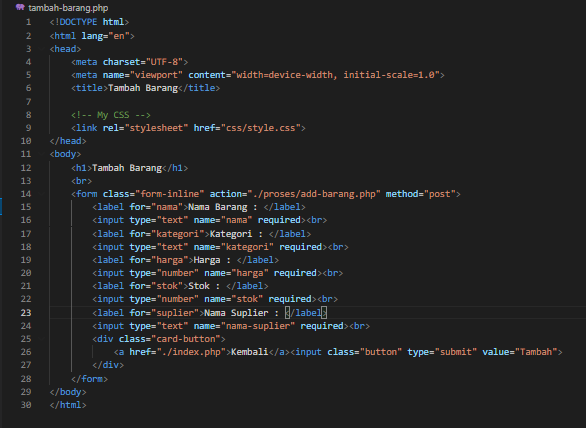 tambah-barang.php
1 <!DOCTYPE html>
2 <html lang="en">
3 <head>
4     <meta charset="UTF-8">
5     <meta name="viewport" content="width=device-width, initial-scale=1.0">
6     <title>Tambah Barang</title>
7
8     <!-- My CSS -->
9     <link rel="stylesheet" href="css/style.css">
10 </head>
11 <body>
12     <h1>Tambah Barang</h1>
13     <br>
14     <form class="form-inline" action="./proses/add-barang.php" method="post">
15         <label for="nama">Nama Barang : </label>
16         <input type="text" name="nama" required><br>
17         <label for="kategori">Kategori : </label>
18         <input type="text" name="kategori" required><br>
19         <label for="harga">Harga : </label>
20         <input type="number" name="harga" required><br>
21         <label for="stok">Stok : </label>
22         <input type="number" name="stok" required><br>
23         <label for="suplier">Nama Suplier : </label>
24         <input type="text" name="nama-suplier" required><br>
25         <div class="card-button">
26             <a href="./index.php">Kembali</a><input class="button" type="submit" value="Tambah">
27         </div>
28     </form>
29 </body>
30 </html>